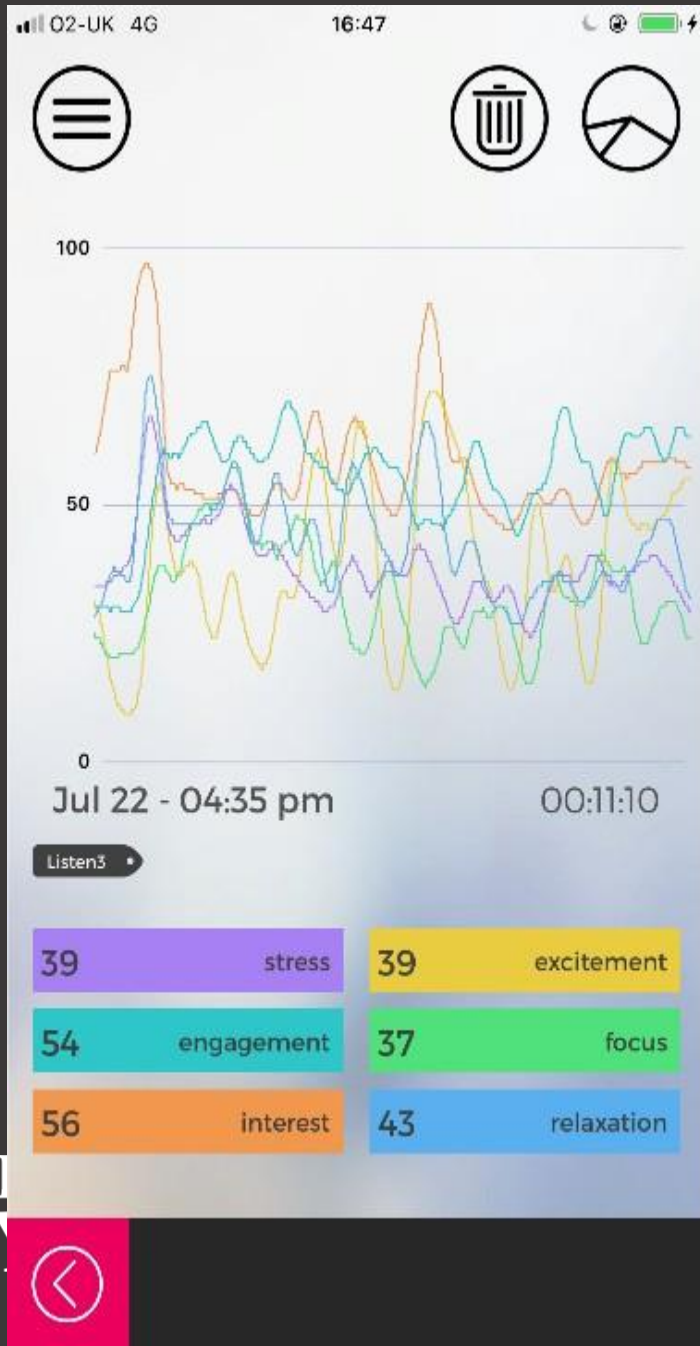 O2-UK 4G 16:47
100
50
0
Jul 22 - 04:35 pm 00:11:10
Listen3
39 stress 39 excitement
54 engagement 37 focus
56 interest 43 relaxation